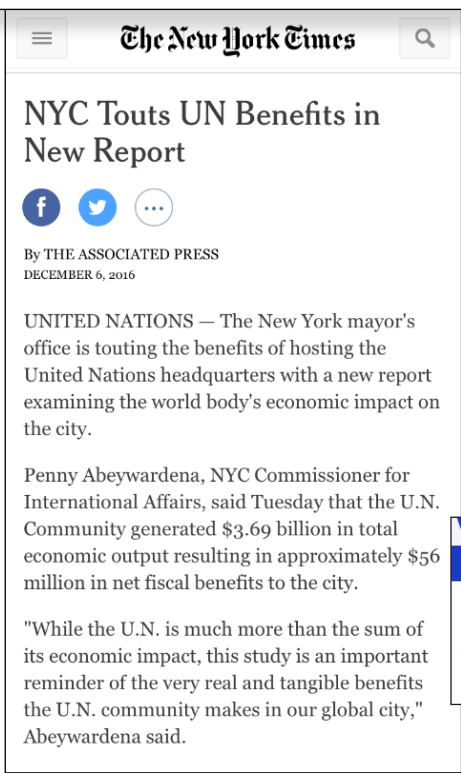 The New York Times
NYC Touts UN Benefits in
New Report
By THE ASSOCIATED PRESS
DECEMBER 6, 2016
UNITED NATIONS — The New York mayor's
office is touting the benefits of hosting the
United Nations headquarters with a new report
examining the world body's economic impact on
the city.
Penny Abeywardena, NYC Commissioner for
International Affairs, said Tuesday that the U.N.
Community generated $3.69 billion in total
economic output resulting in approximately $56
million in net fiscal benefits to the city.
"While the U.N. is much more than the sum of
its economic impact, this study is an important
reminder of the very real and tangible benefits
the U.N. community makes in our global city,"
Abeywardena said.